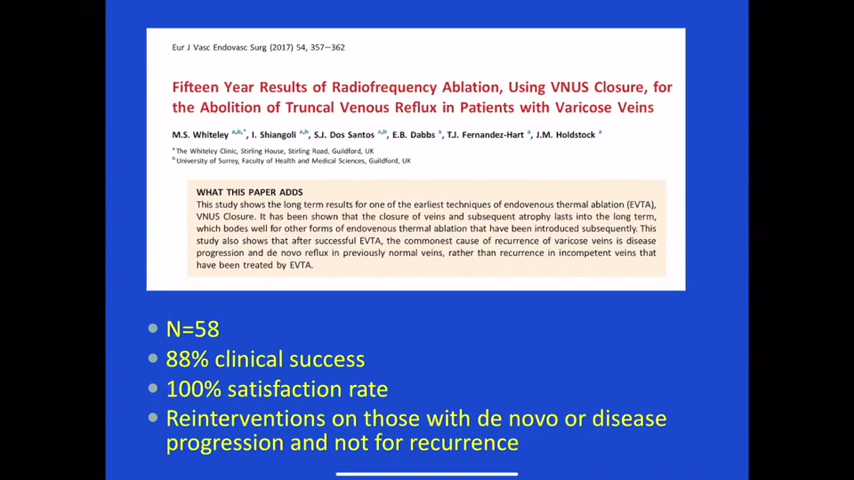 Eur J Vasc Endovasc Surg (2017) 54, 357–362
Fifteen Year Results of Radiofrequency Ablation, Using VNUS Closure, for
the Abolition of Truncal Venous Reflux in Patients with Varicose Veins
M.S. Whiteley a,b,*, I. Shiangoli a,b, S.J. Dos Santos a,b, E.B. Dabbs a, T.J. Fernandez-Hart a, J.M. Holdstock a
a The Whiteley Clinic, Stirling House, Stirling Road, Guildford, UK
b University of Surrey, Faculty of Health and Medical Sciences, Guildford, UK
WHAT THIS PAPER ADDS
This study shows the long term results for one of the earliest techniques of endovenous thermal ablation (EVTA),
VNUS Closure. It has been shown that the closure of veins and subsequent atrophy lasts into the long term,
which bodes well for other forms of endovenous thermal ablation that have been introduced subsequently. This
study also shows that after successful EVTA, the commonest cause of recurrence of varicose veins is disease
progression and de novo reflux in previously normal veins, rather than recurrence in incompetent veins that
have been treated by EVTA.
• N=58
• 88% clinical success
• 100% satisfaction rate
• Reinterventions on those with de novo or disease
progression and not for recurrence